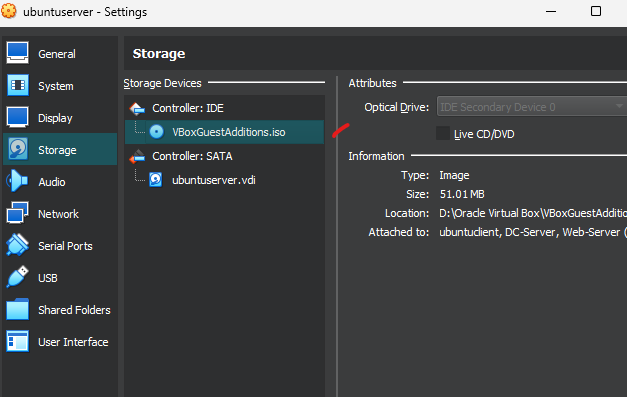 ubuntuserver - Settings
General
System
Display
Storage
Audio
Network
Serial Ports
USB
Shared Folders
User Interface
Storage
Storage Devices
Controller: IDE
VBoxGuestAdditions.iso
Controller: SATA
ubuntuserver.vdi
Attributes
Optical Drive: IDE Secondary Device 0
Live CD/DVD
Information
Type: Image
Size: 51.01 MB
Location: D:\Oracle Virtual Box\VBoxGuestAdditio
Attached to: ubuntuclient, DC-Server, Web-Server (